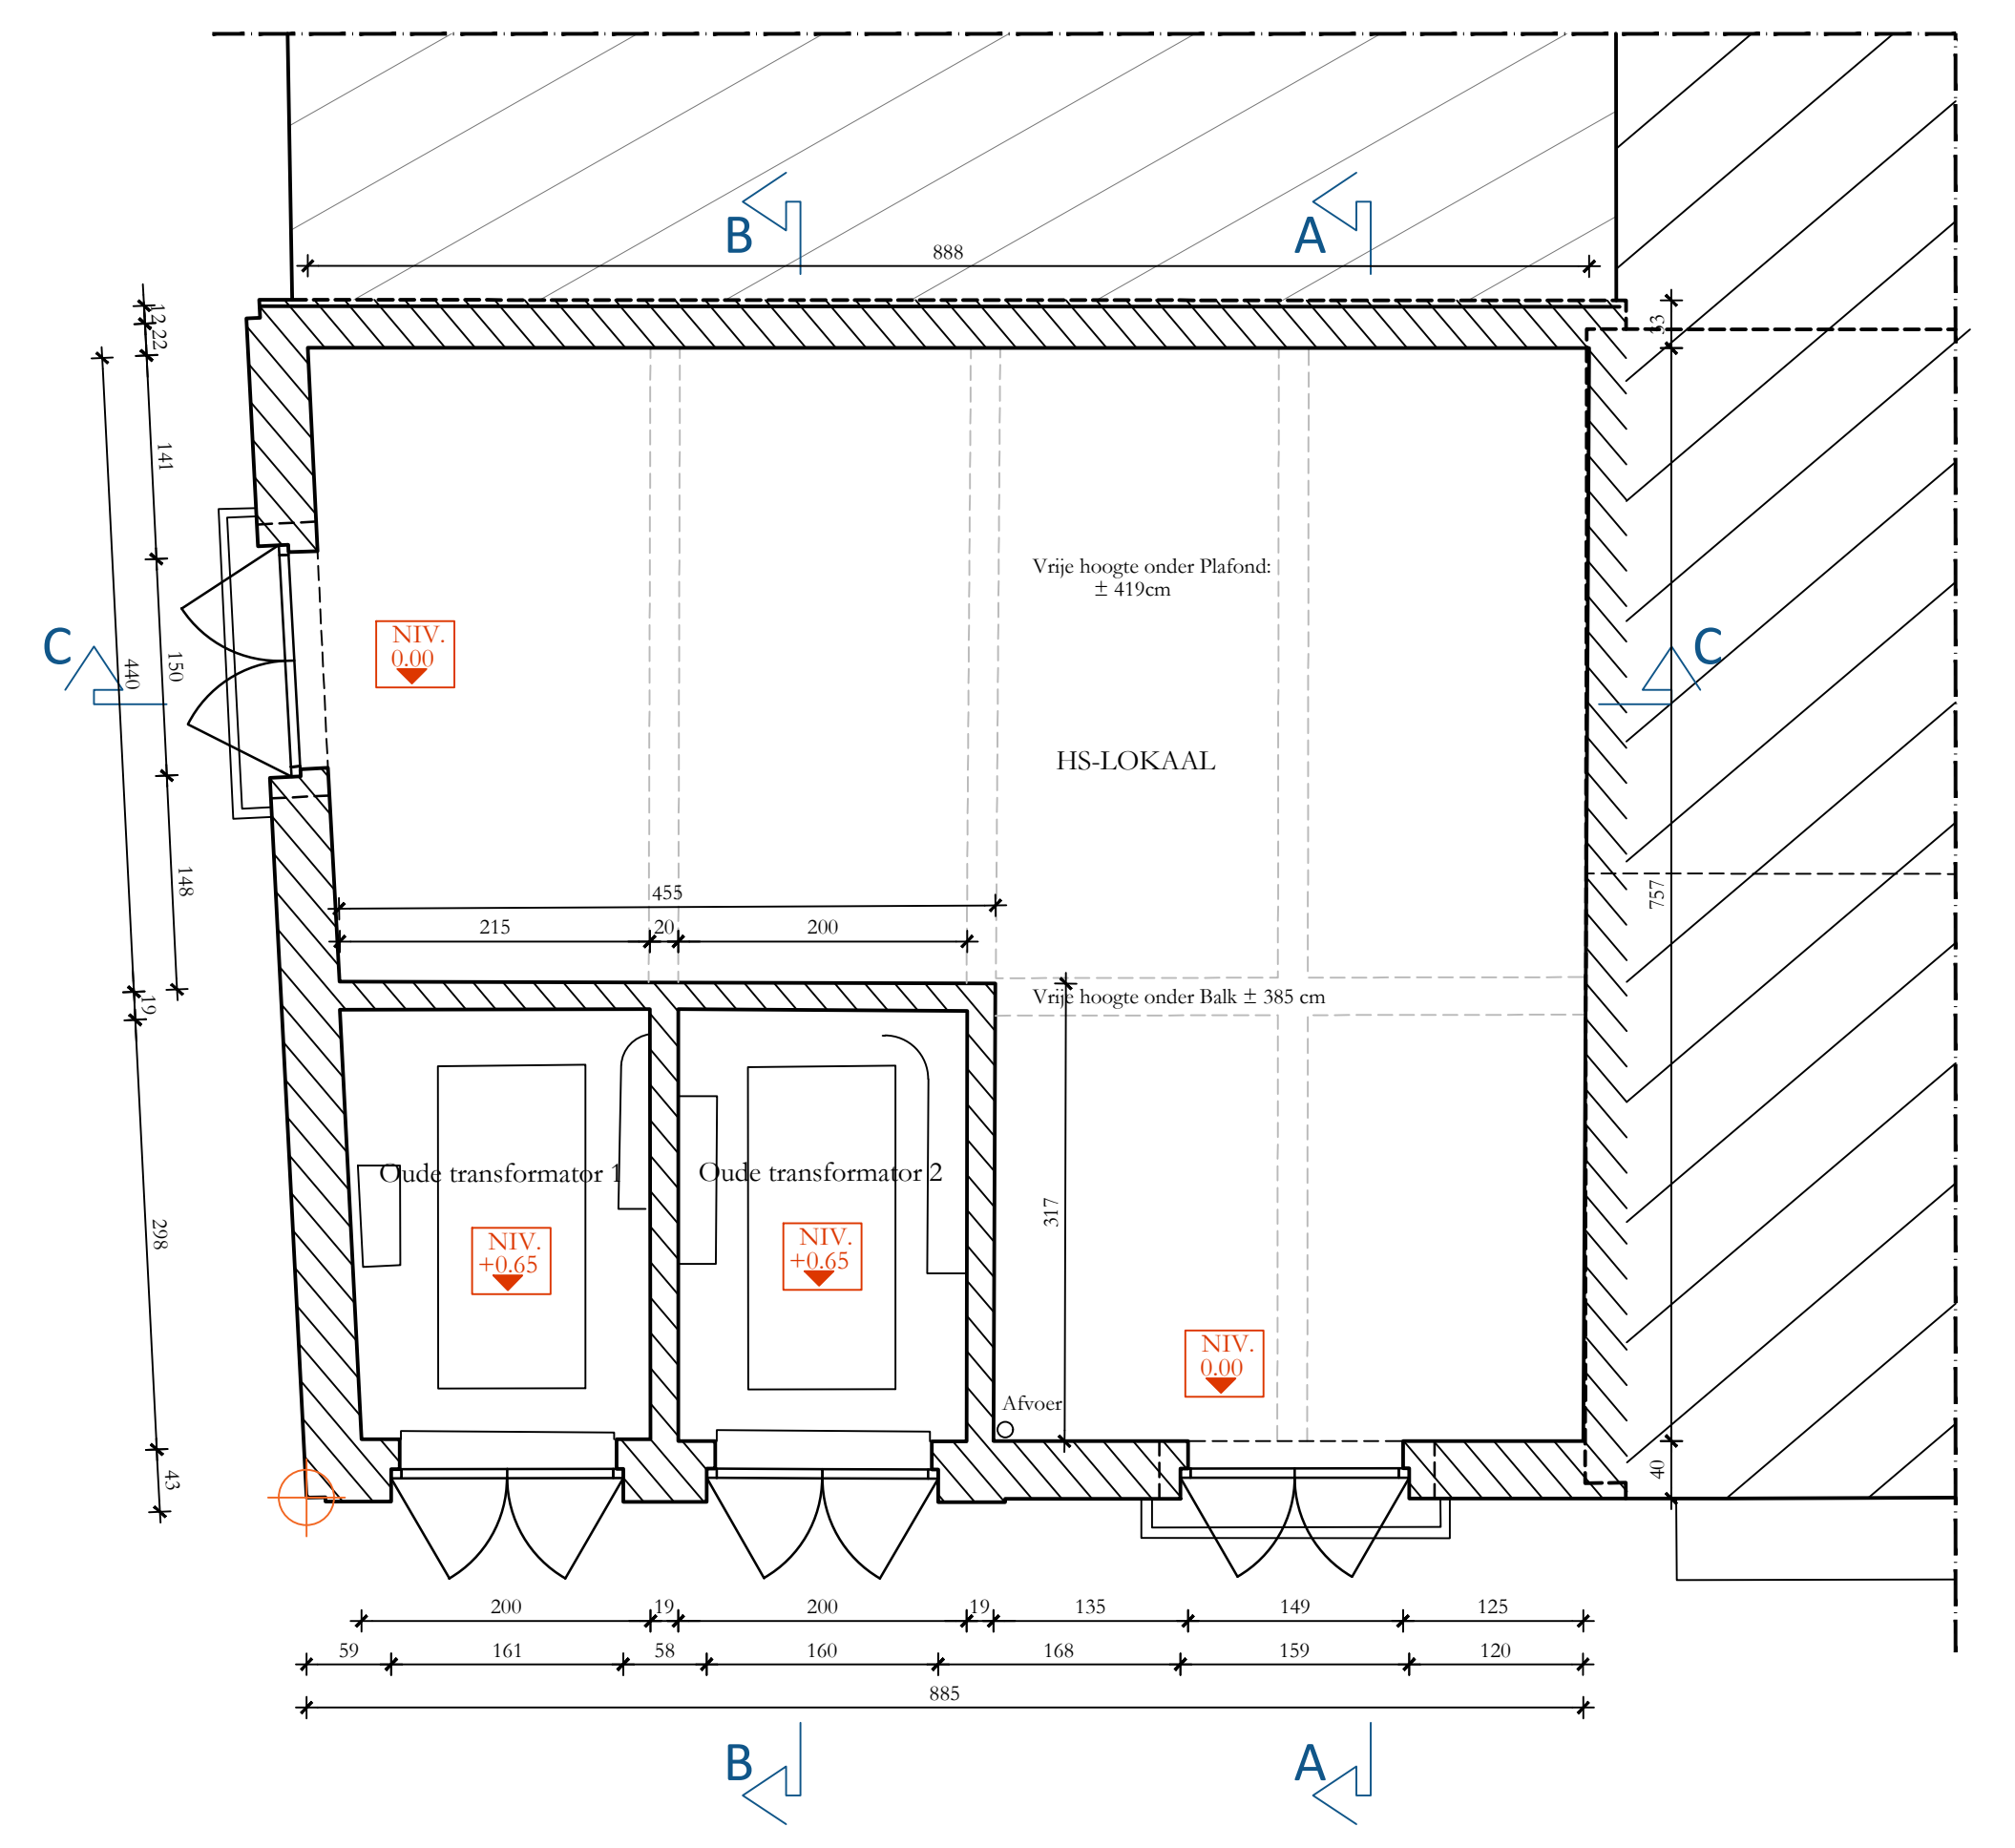 B
A
888
12
22
33
141
Vrije hoogte onder Plafond:
± 419cm
NIV.
0.00
C
C
440
150
HS-LOKAAL
148
455
757
215
20
200
19
Vrije hoogte onder Balk ± 385 cm
Oude transformator 1
Oude transformator 2
298
317
NIV.
+0.65
NIV.
+0.65
NIV.
0.00
Afvoer
43
40
200
19
200
19
135
149
125
59
161
58
160
168
159
120
885
B
A